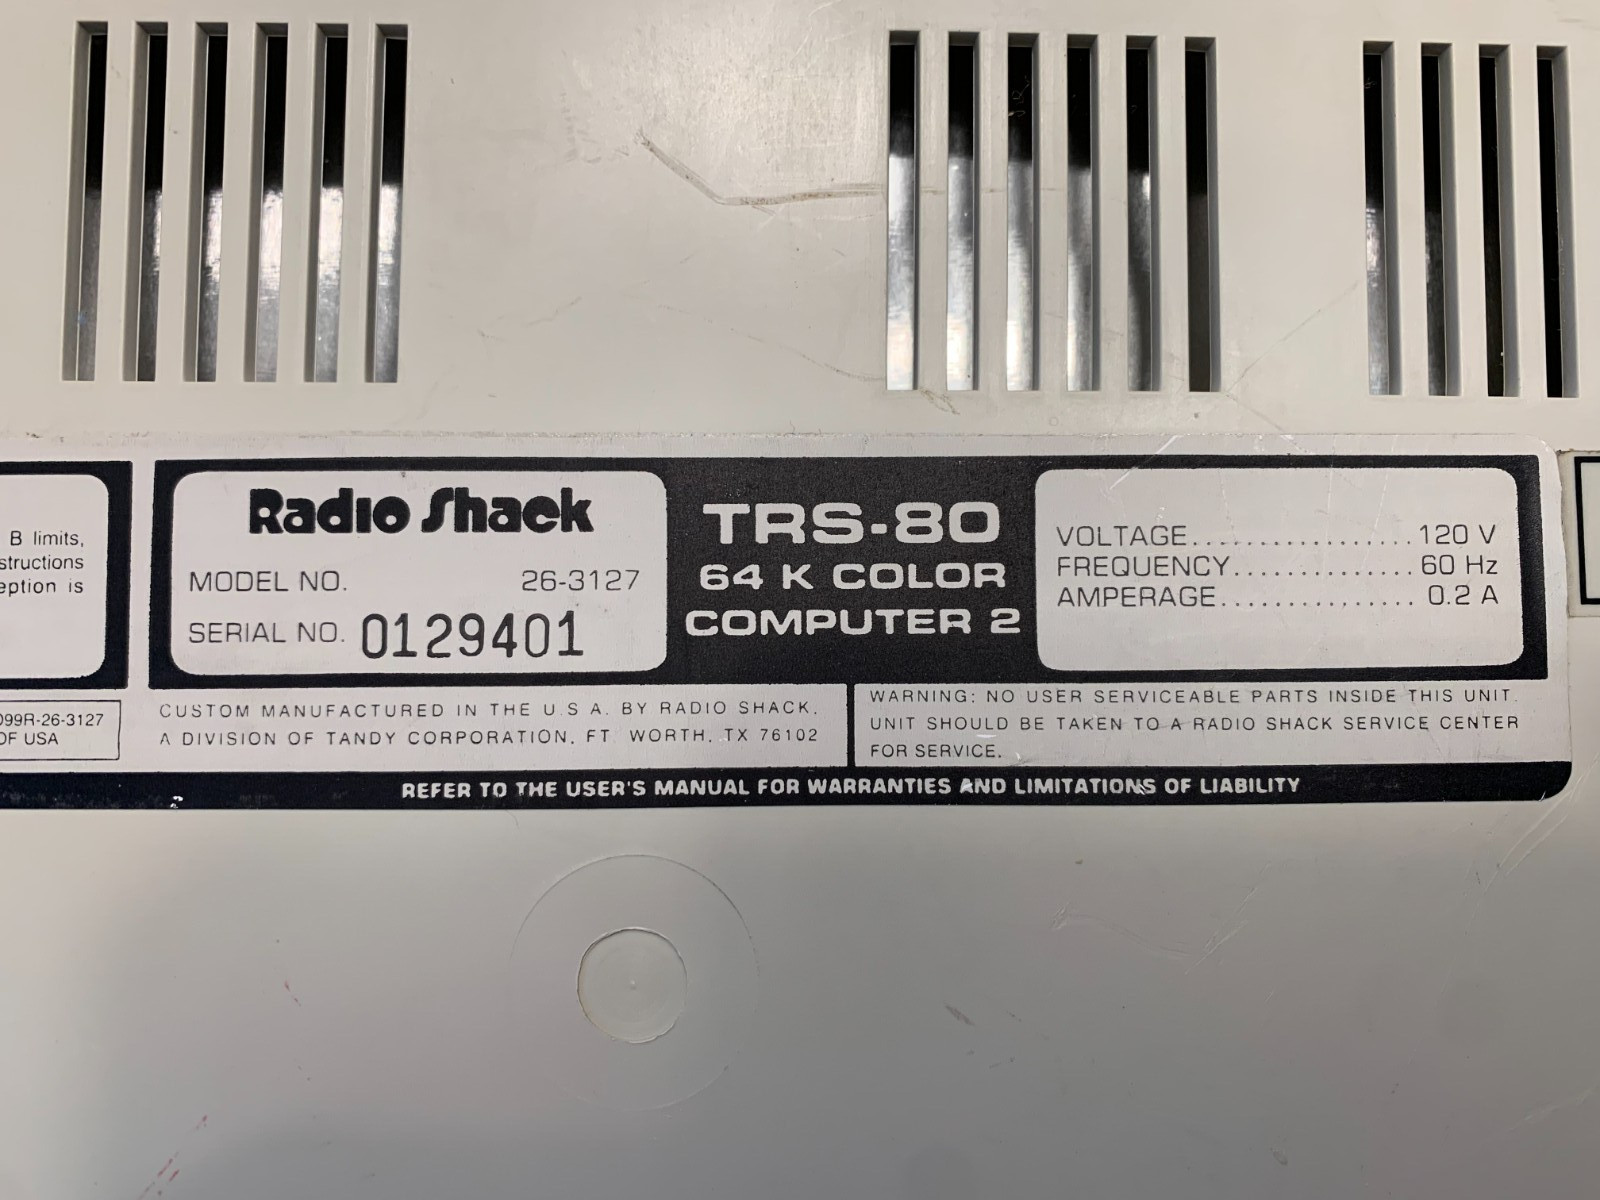 B limits,
structions
eption is
099R-26-3127
OF USA
Radio Shack
MODEL NO. 26-3127
SERIAL NO. 0129401
TRS-80
64 K COLOR
COMPUTER 2
VOLTAGE................120 V
FREQUENCY..............60 Hz
AMPERAGE...............0.2 A
CUSTOM MANUFACTURED IN THE U.S.A. BY RADIO SHACK,
A DIVISION OF TANDY CORPORATION, FT. WORTH, TX 76102
WARNING: NO USER SERVICEABLE PARTS INSIDE THIS UNIT.
UNIT SHOULD BE TAKEN TO A RADIO SHACK SERVICE CENTER
FOR SERVICE.
REFER TO THE USER'S MANUAL FOR WARRANTIES AND LIMITATIONS OF LIABILITY